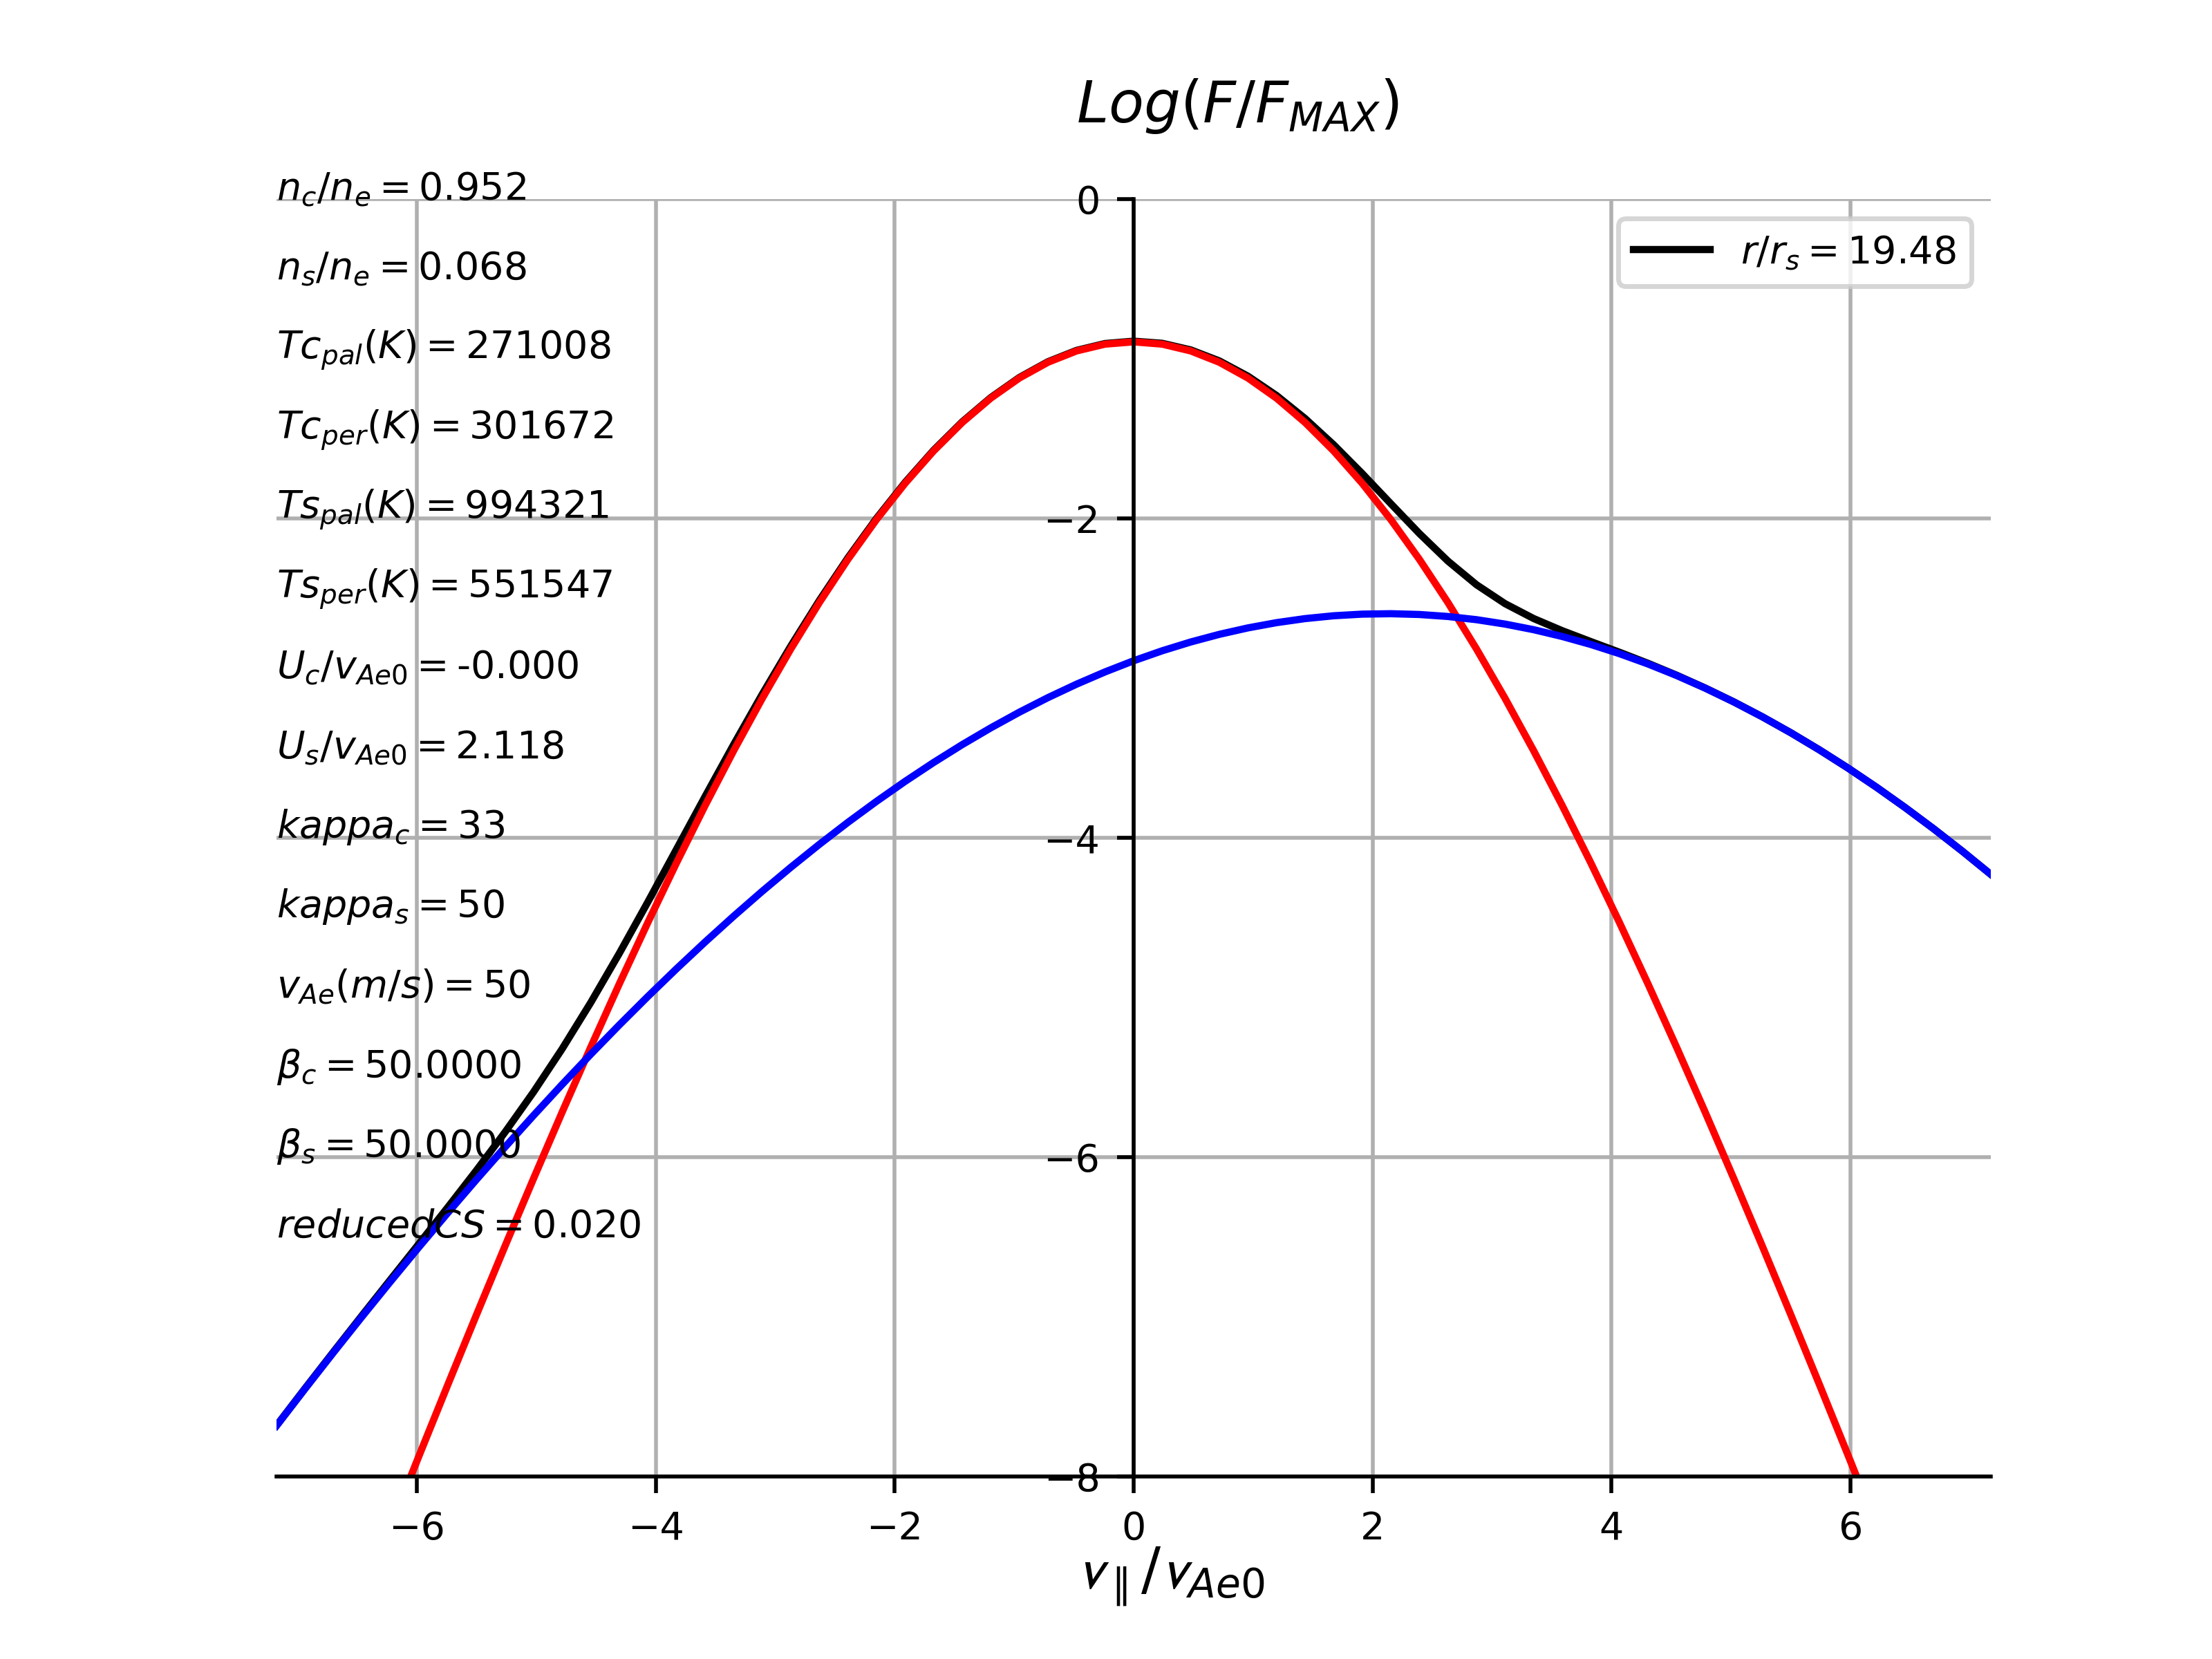 Log(F/F_MAX)
n_c/n_e = 0.952
0
r/r_s = 19.48
n_s/n_e = 0.068
Tc_pal(K) = 271008
Tc_per(K) = 301672
Ts_pal(K) = 994321
−2
Ts_per(K) = 551547
U_c/v_Ae0 = -0.000
U_s/v_Ae0 = 2.118
kappa_c = 33
−4
kappa_s = 50
v_Ae(m/s) = 50
β_c = 50.0000
β_s = 50.0000
−6
reducedCS = 0.020
−8
−6 −4 −2 0 2 4 6
v_∥/v_Ae0